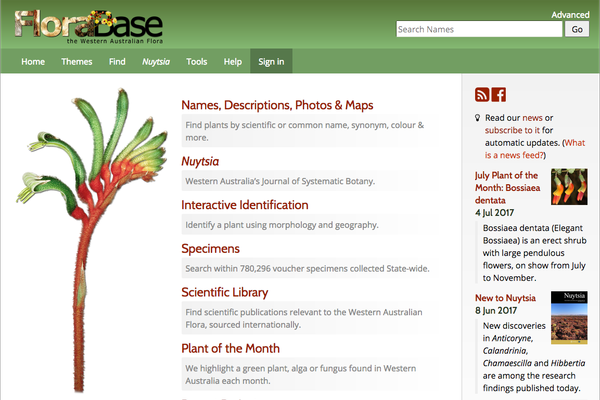 FloraBase
the Western Australian Flora
Advanced
Search Names
Go
Home Themes Find Nuytsia Tools Help Sign in
Names, Descriptions, Photos & Maps
Find plants by scientific or common name, synonym, colour &
more.
Nuytsia
Western Australia's Journal of Systematic Botany.
Interactive Identification
Identify a plant using morphology and geography.
Specimens
Search within 780,296 voucher specimens collected State-wide.
Scientific Library
Find scientific publications relevant to the Western Australian
Flora, sourced internationally.
Plant of the Month
We highlight a green plant, alga or fungus found in Western
Australia each month.
Read our news or
subscribe to it for
automatic updates. (What
is a news feed?)
July Plant of the
Month: Bossiaea
dentata
4 Jul 2017
Bossiaea dentata (Elegant
Bossiaea) is an erect shrub
with large pendulous
flowers, on show from July
to November.
New to Nuytsia
8 Jun 2017
Nuytsia
New discoveries
in Anticoryne,
Calandrinia,
Chamaescilla and Hibbertia
are among the research
findings published today.